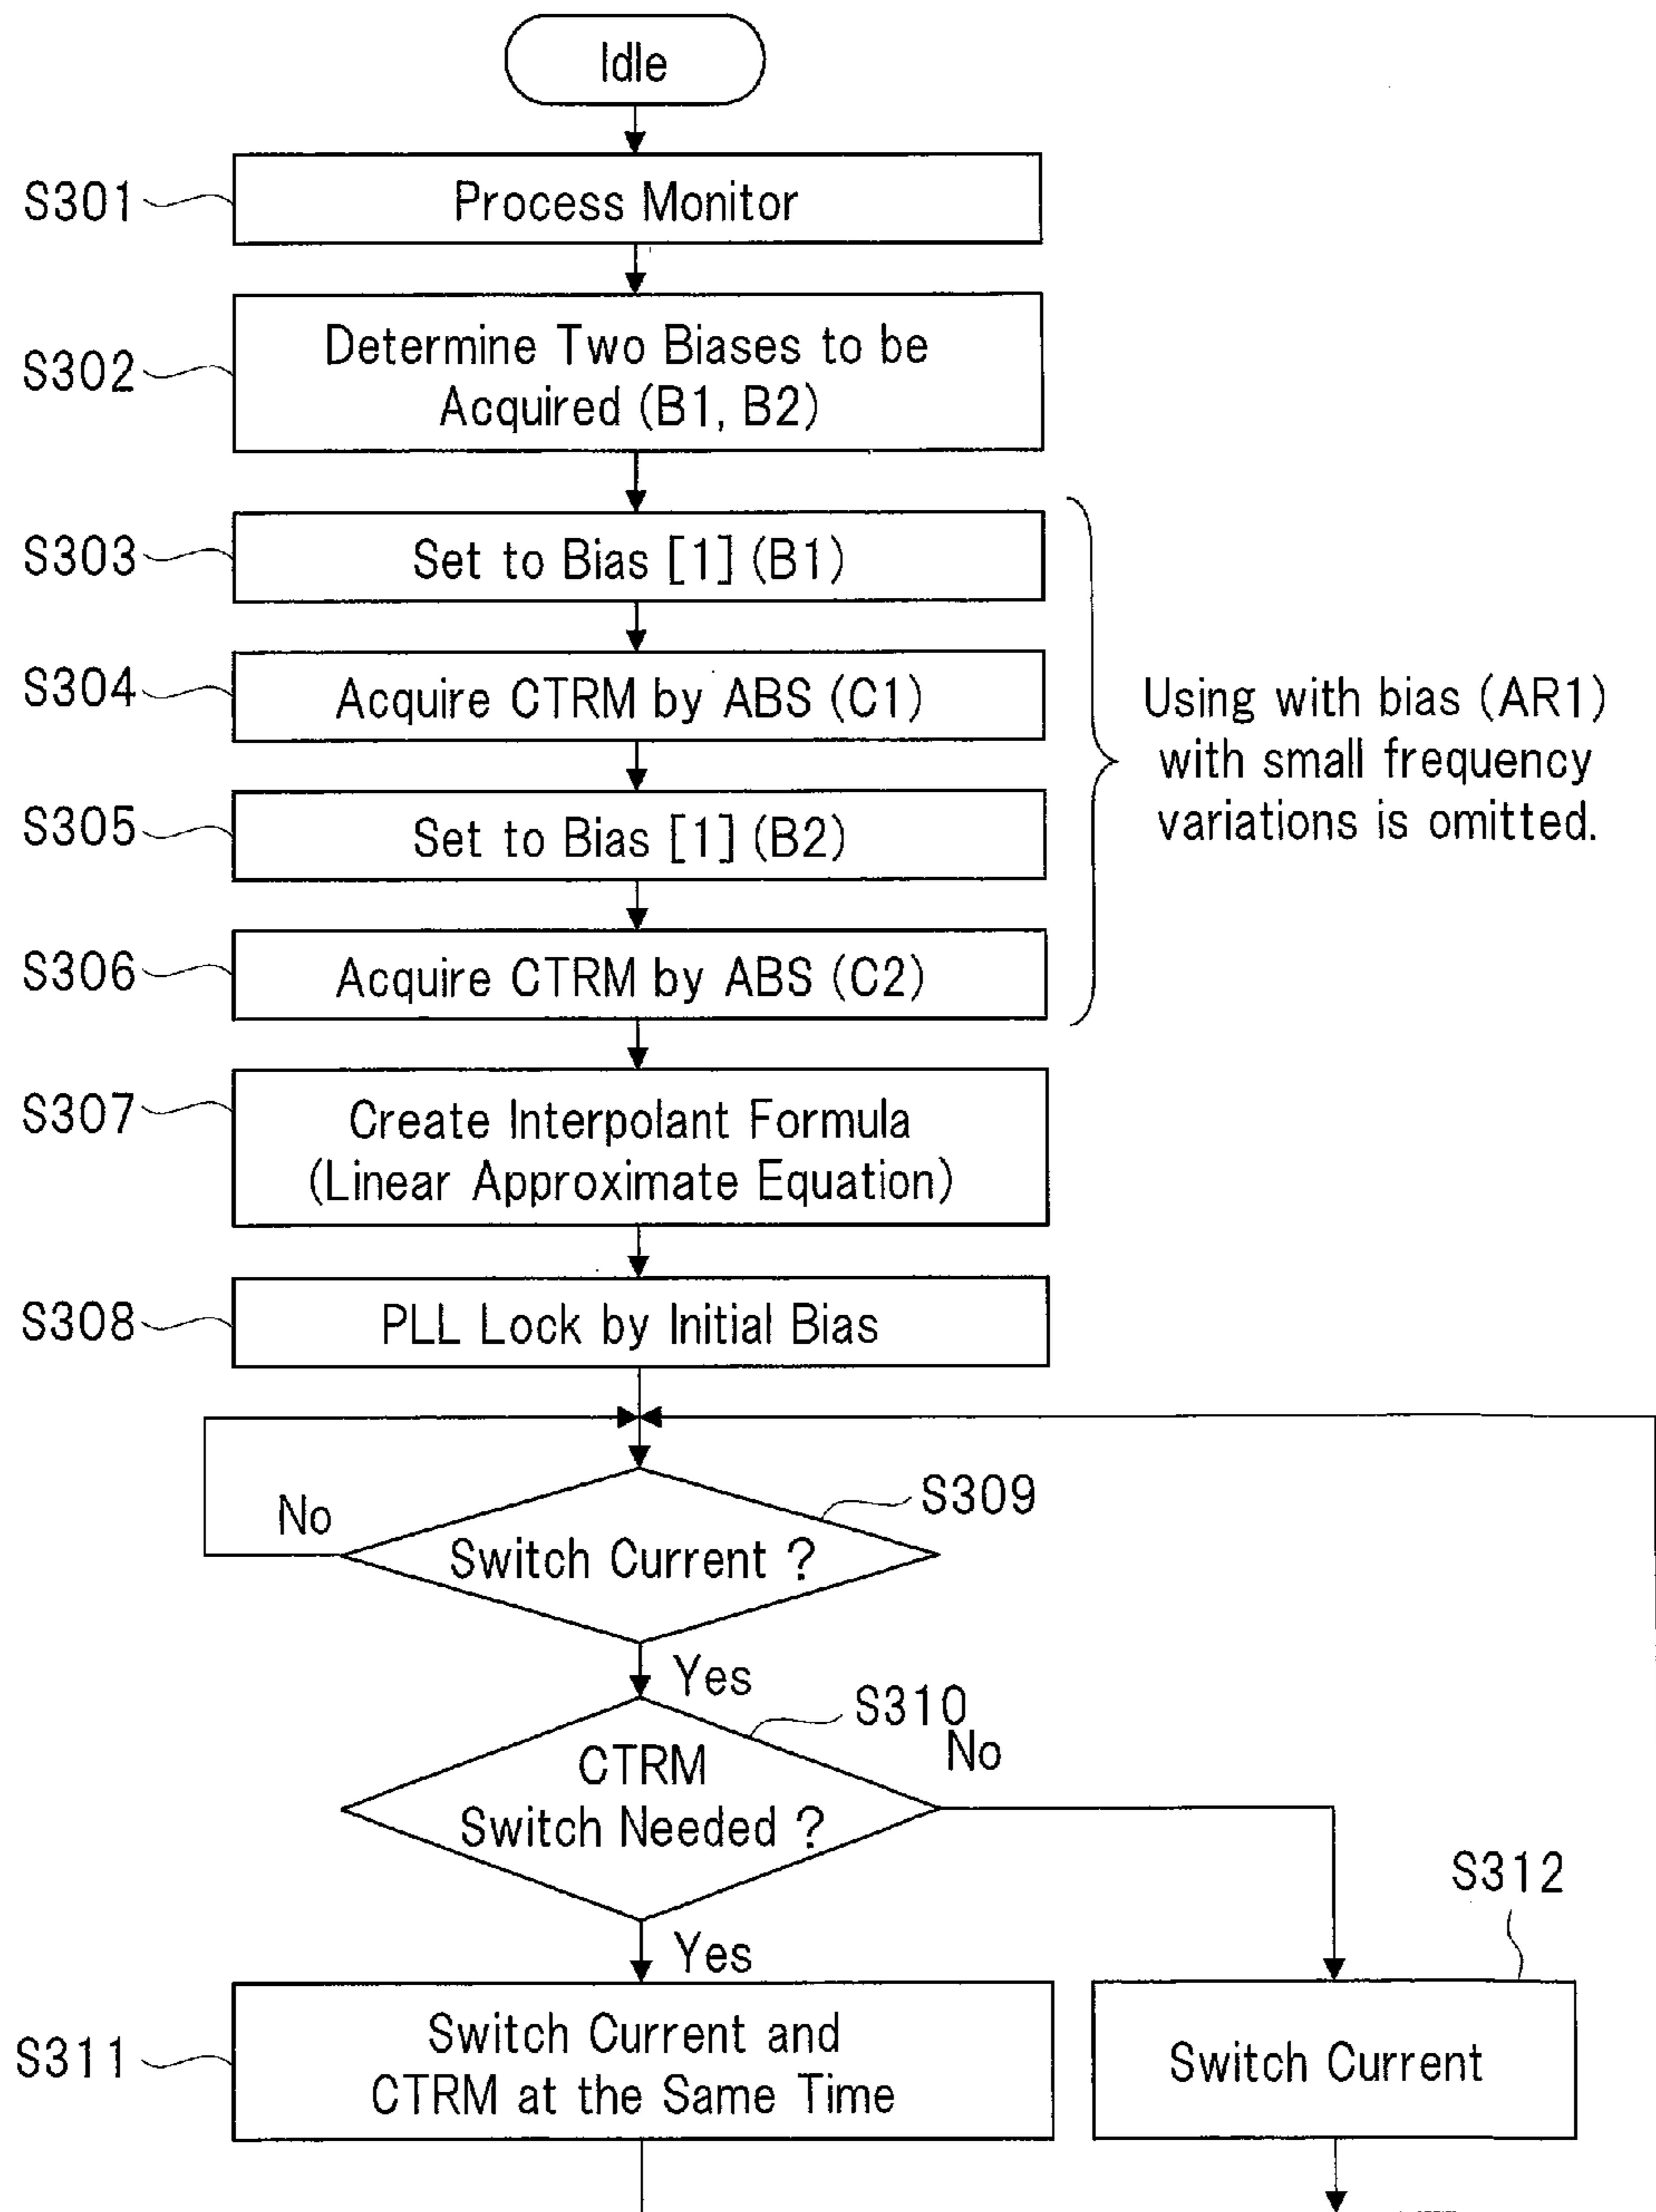 Idle
S301
Process Monitor
S302
Determine Two Biases to be
Acquired (B1, B2)
S303
Set to Bias [1] (B1)
S304
Acquire CTRM by ABS (C1)
S305
Set to Bias [1] (B2)
S306
Acquire CTRM by ABS (C2)
Using with bias (AR1)
with small frequency
variations is omitted.
S307
Create Interpolant Formula
(Linear Approximate Equation)
S308
PLL Lock by Initial Bias
S309
No
Switch Current ?
Yes
S310
No
CTRM
Switch Needed ?
Yes
S312
S311
Switch Current and
CTRM at the Same Time
Switch Current